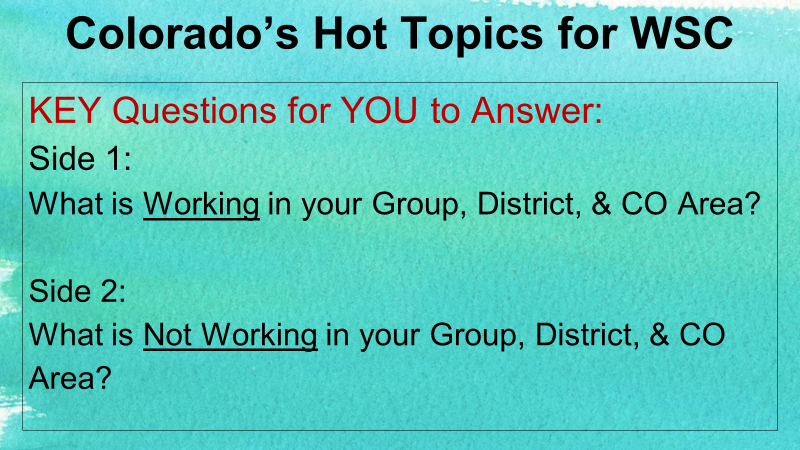 Colorado’s Hot Topics for WSC
KEY Questions for YOU to Answer:
Side 1:
What is Working in your Group, District, & CO Area?
Side 2:
What is Not Working in your Group, District, & CO
Area?